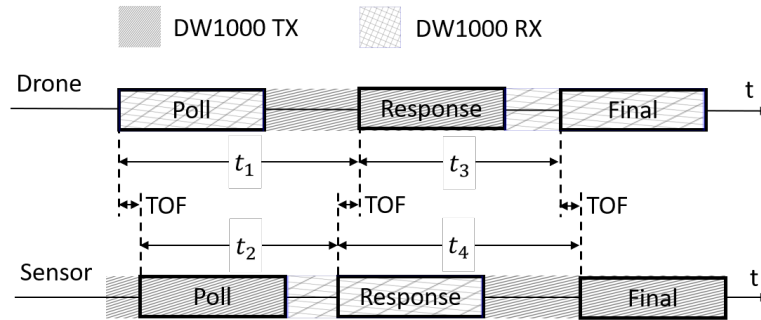 DW1000 TX DW1000 RX
Drone Poll Response Final t
t₁ t₃
TOF TOF TOF
t₂ t₄
Sensor Poll Response Final t